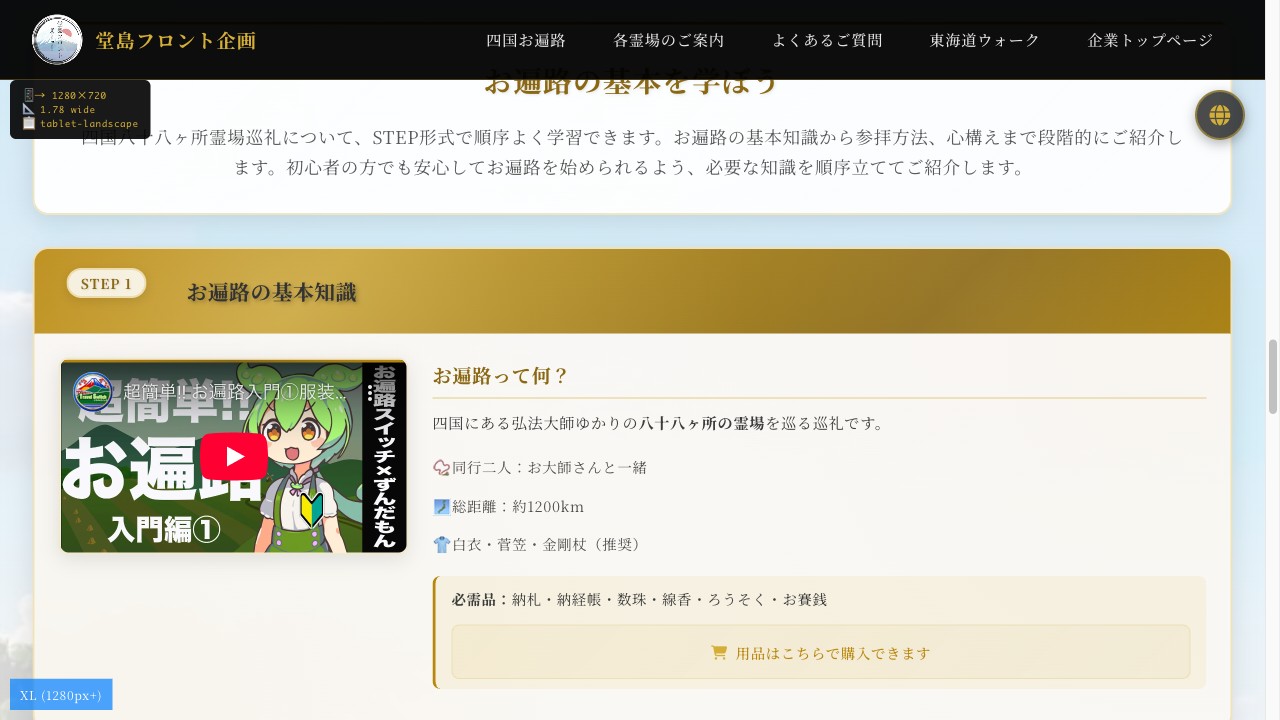 堂島フロント企画
四国お遍路
各霊場のご案内
よくあるご質問
東海道ウォーク
企業トップページ
→ 1280×720
1.78 wide
tablet-landscape
お遍路の基本を学ぼう
四国八十八ヶ所霊場巡礼について、STEP形式で順序よく学習できます。お遍路の基本知識から参拝方法、心構えまで段階的にご紹介し
ます。初心者の方でも安心してお遍路を始められるよう、必要な知識を順序立ててご紹介します。
STEP 1
お遍路の基本知識
超簡単!! お遍路入門①服装...
超簡単!!
お遍路
入門編①
お遍路スイッチ×ずんだもん
お遍路って何？
四国にある弘法大師ゆかりの八十八ヶ所の霊場を巡る巡礼です。
同行二人：お大師さんと一緒
総距離：約1200km
白衣・菅笠・金剛杖（推奨）
必需品：納札・納経帳・数珠・線香・ろうそく・お賽銭
用品はこちらで購入できます
XL (1280px+)